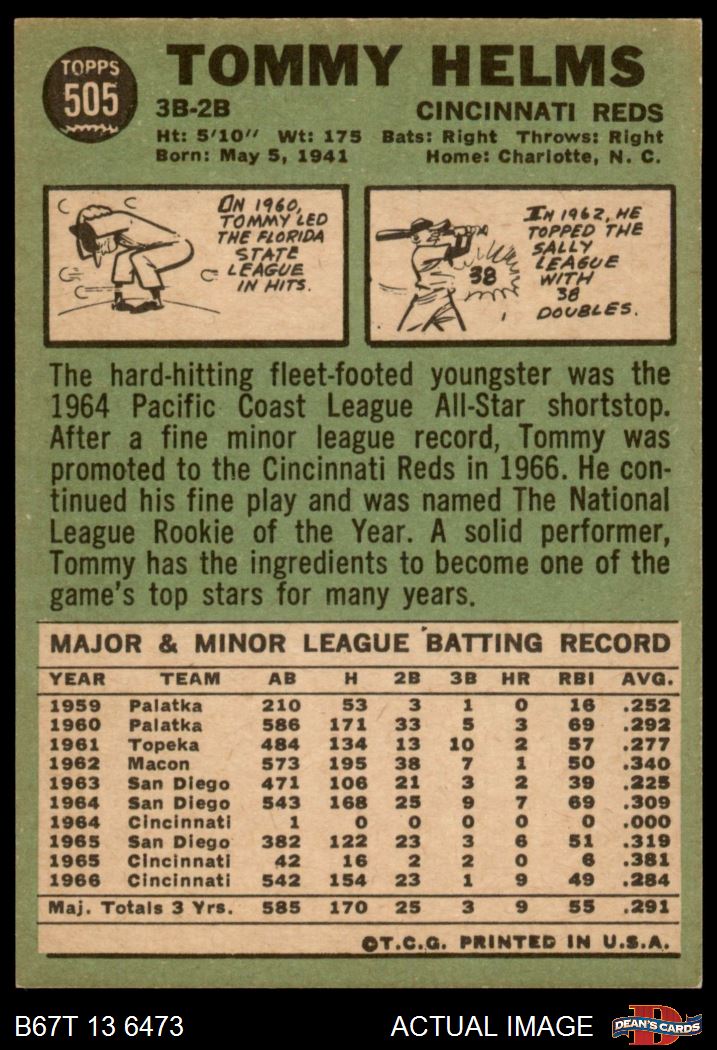 TOPPS
505
TOMMY HELMS
3B-2B CINCINNATI REDS
Ht: 5'10" Wt: 175 Bats: Right Throws: Right
Born: May 5, 1941 Home: Charlotte, N. C.
ON 1960,
TOMMY LED
THE FLORIDA
STATE
LEAGUE
IN HITS.
IN 1962, HE
TOPPED THE
SALLY
LEAGUE
WITH
38
DOUBLES.
38
The hard-hitting fleet-footed youngster was the
1964 Pacific Coast League All-Star shortstop.
After a fine minor league record, Tommy was
promoted to the Cincinnati Reds in 1966. He con-
tinued his fine play and was named The National
League Rookie of the Year. A solid performer,
Tommy has the ingredients to become one of the
game's top stars for many years.
MAJOR & MINOR LEAGUE BATTING RECORD
YEAR TEAM AB H 2B 3B HR RBI AVG.
1959 Palatka 210 53 3 1 0 16 .252
1960 Palatka 586 171 33 5 3 69 .292
1961 Topeka 484 134 13 10 2 57 .277
1962 Macon 573 195 38 7 1 50 .340
1963 San Diego 471 106 21 3 2 39 .225
1964 San Diego 543 168 25 9 7 69 .309
1964 Cincinnati 1 0 0 0 0 0 .000
1965 San Diego 382 122 23 3 6 51 .319
1965 Cincinnati 42 16 2 2 0 6 .381
1966 Cincinnati 542 154 23 1 9 49 .284
Maj. Totals 3 Yrs. 585 170 25 3 9 55 .291
©T.C.G. PRINTED IN U.S.A.
B67T 13 6473 ACTUAL IMAGE D DEAN'S CARDS